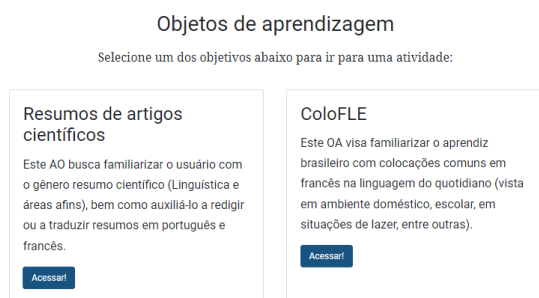 Objetos de aprendizagem
Selecione um dos objetivos abaixo para ir para uma atividade:
Resumos de artigos
científicos
Este AO busca familiarizar o usuário com
o gênero resumo científico (Linguística e
áreas afins), bem como auxiliá-lo a redigir
ou a traduzir resumos em português e
francês.
Acessar!
ColoFLE
Este OA visa familiarizar o aprendiz
brasileiro com colocações comuns em
francês na linguagem do quotidiano (vista
em ambiente doméstico, escolar, em
situações de lazer, entre outras).
Acessar!